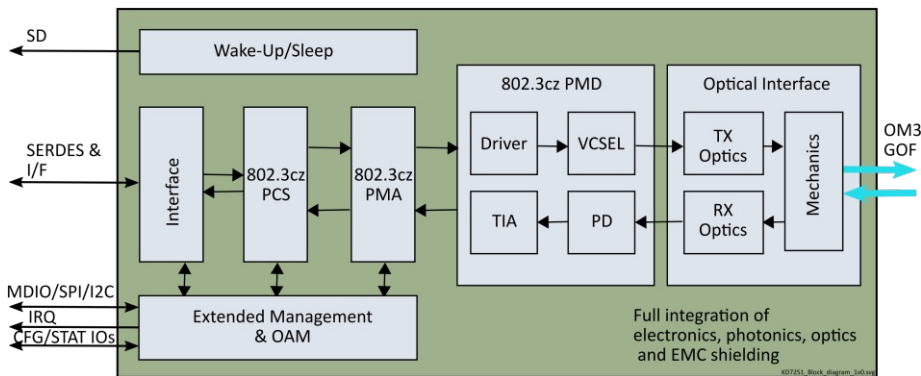 SD
Wake-Up/Sleep
802.3cz PMD
Optical Interface
SERDES &
I/F
Interface
802.3cz
PCS
802.3cz
PMA
Driver
VCSEL
TX
Optics
Mechanics
OM3
GOF
TIA
PD
RX
Optics
MDIO/SPI/I2C
IRQ
CFG/STAT IOs
Extended Management
& OAM
Full integration of
electronics, photonics, optics
and EMC shielding
KD7251_Block_diagram_1v0.svg